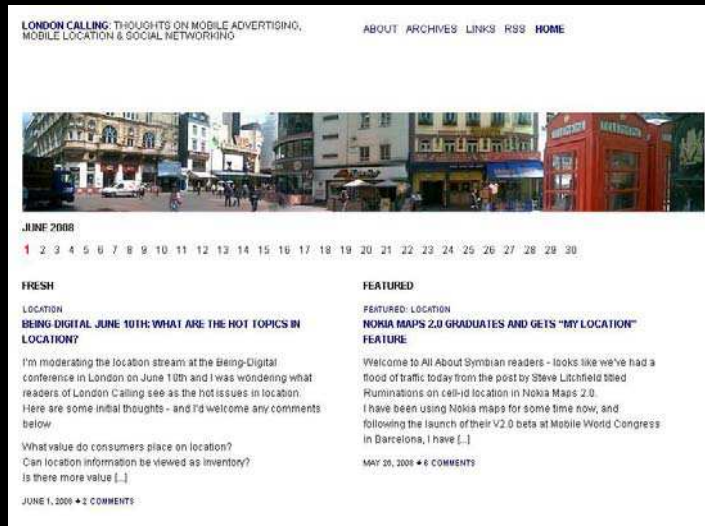 LONDON CALLING: THOUGHTS ON MOBILE ADVERTISING,
MOBILE LOCATION & SOCIAL NETWORKING
ABOUT ARCHIVES LINKS RSS HOME
JUNE 2008
1 2 3 4 5 6 7 8 9 10 11 12 13 14 15 16 17 18 19 20 21 22 23 24 25 26 27 28 29 30
FRESH
LOCATION
BEING-DIGITAL JUNE 10TH: WHAT ARE THE HOT TOPICS IN
LOCATION?
I'm moderating the location stream at the Being-Digital
conference in London on June 10th and I was wondering what
readers of London Calling see as the hot issues in location.
Here are some initial thoughts - and I'd welcome any comments
below
What value do consumers place on location?
Can location information be viewed as inventory?
Is there more value [...]
JUNE 1, 2008 + 2 COMMENTS
FEATURED
FEATURED: LOCATION
NOKIA MAPS 2.0 GRADUATES AND GETS "MY LOCATION"
FEATURE
Welcome to All About Symbian readers - looks like we've had a
flood of traffic today from the post by Steve Litchfield titled
Ruminations on cell-id location in Nokia Maps 2.0.
I have been using Nokia maps for some time now, and
following the launch of their V2.0 beta at Mobile World Congress
in Barcelona, I have [...]
MAY 26, 2008 + 6 COMMENTS